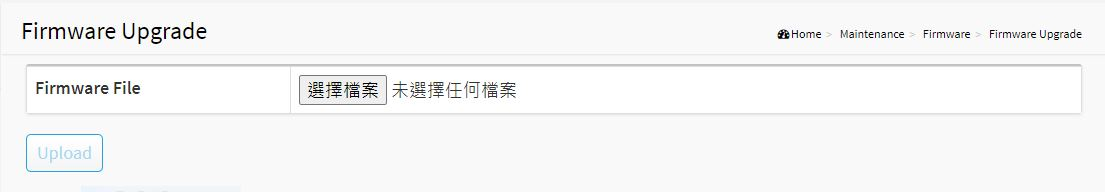 Firmware Upgrade
Home > Maintenance > Firmware > Firmware Upgrade
Firmware File 選擇檔案 未選擇任何檔案
Upload